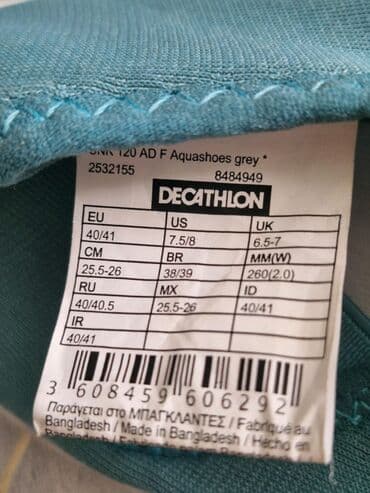 SNK 120 AD F Aquashoes grey *
2532155 8484949
DECATHLON
EU US UK
40/41 7.5/8 6.5-7
CM BR MM(W)
25.5-26 38/39 260(2.0)
RU MX ID
40/40.5 25.5-26 40/41
IR
40/41
3 608459 606292
Παράγεται στο ΜΠΑΓΚΛΑΝΤΕΣ / Fabriqué au
Bangladesh / Made in Bangladesh / Hecho en
Bangladesh